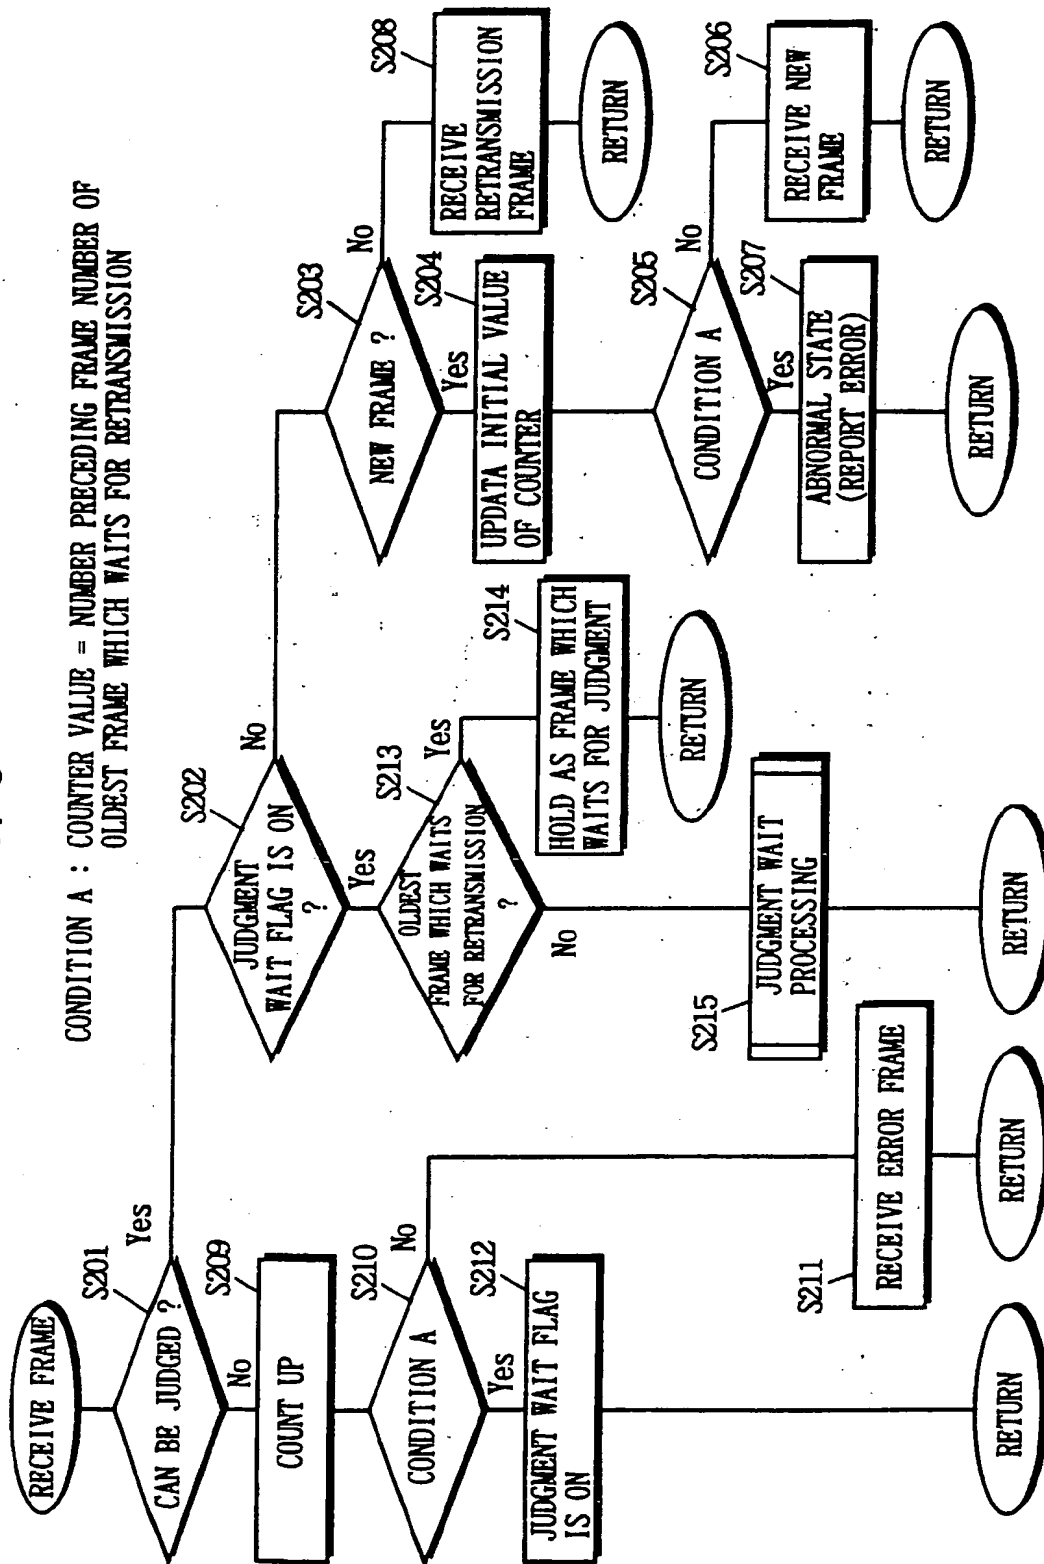 CONDITION A : COUNTER VALUE = NUMBER PRECEDING FRAME NUMBER OF
OLDEST FRAME WHICH WAITS FOR RETRANSMISSION
RECEIVE FRAME
S201
CAN BE JUDGED ?
Yes
No
S209
COUNT UP
S210
CONDITION A
No
Yes
S212
JUDGMENT WAIT FLAG
IS ON
RETURN
S211
RECEIVE ERROR FRAME
RETURN
S202
JUDGMENT
WAIT FLAG IS ON
?
No
Yes
S213
OLDEST
FRAME WHICH WAITS
FOR RETRANSMISSION
?
Yes
No
S214
HOLD AS FRAME WHICH
WAITS FOR JUDGMENT
RETURN
S215
JUDGMENT WAIT
PROCESSING
RETURN
S203
NEW FRAME ?
No
Yes
S208
RECEIVE
RETRANSMISSION
FRAME
RETURN
S204
UPDATA INITIAL VALUE
OF COUNTER
S205
CONDITION A
No
Yes
S206
RECEIVE NEW
FRAME
RETURN
S207
ABNORMAL STATE
(REPORT ERROR)
RETURN